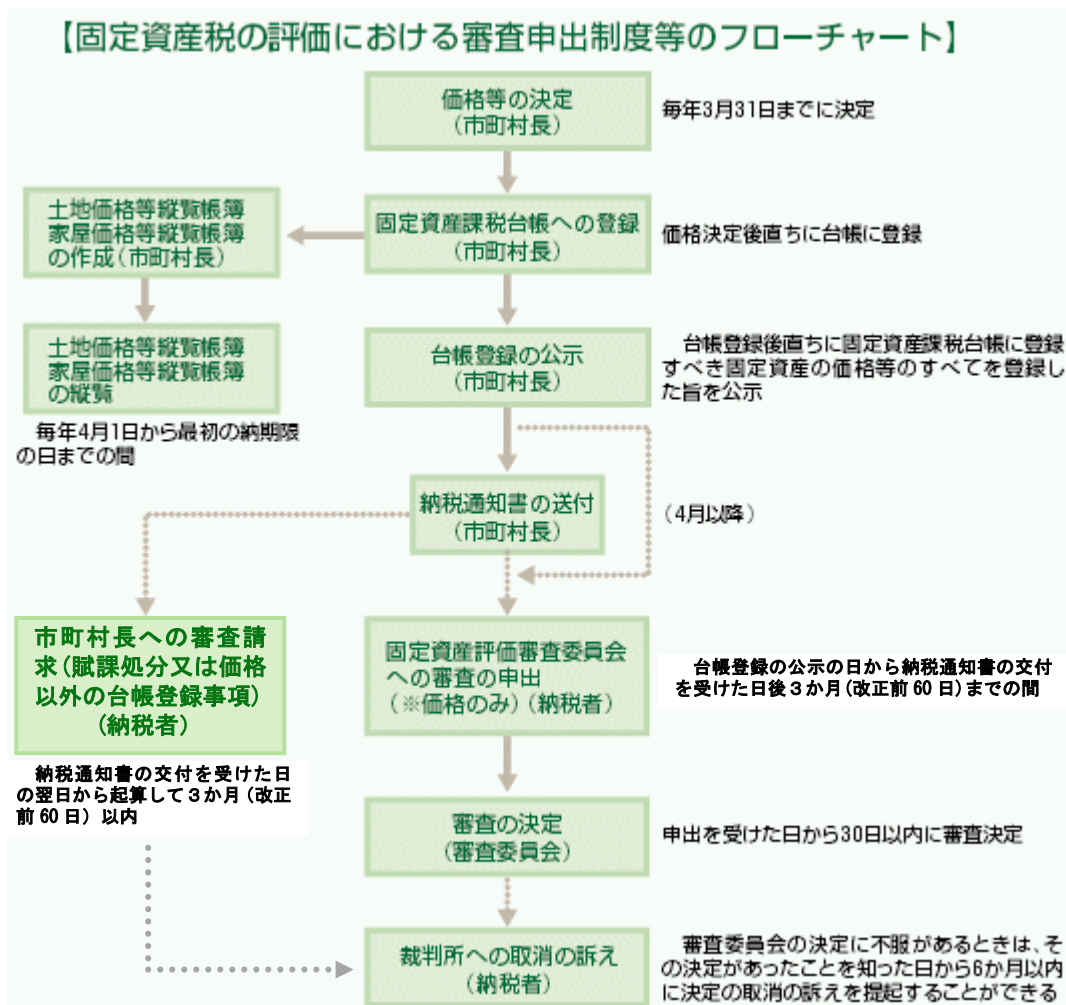 【固定資産税の評価における審査申出制度等のフローチャート】
価格等の決定
(市町村長)
毎年3月31日までに決定
土地価格等縦覧帳簿
家屋価格等縦覧帳簿
の作成(市町村長)
固定資産課税台帳への登録
(市町村長)
価格決定後直ちに台帳に登録
土地価格等縦覧帳簿
家屋価格等縦覧帳簿
の縦覧
毎年4月1日から最初の納期限
の日までの間
台帳登録の公示
(市町村長)
台帳登録後直ちに固定資産課税台帳に登録
すべき固定資産の価格等のすべてを登録し
た旨を公示
納税通知書の送付
(市町村長)
(4月以降)
市町村長への審査請
求(賦課処分又は価格
以外の台帳登録事項)
(納税者)
納税通知書の交付を受けた日
の翌日から起算して3か月(改正
前60日)以内
固定資産評価審査委員会
への審査の申出
(※価格のみ)(納税者)
台帳登録の公示の日から納税通知書の交付
を受けた日後3か月(改正前60日)までの間
審査の決定
(審査委員会)
申出を受けた日から30日以内に審査決定
裁判所への取消の訴え
(納税者)
審査委員会の決定に不服があるときは、そ
の決定があったことを知った日から6か月以内
に決定の取消の訴えを提起することができる